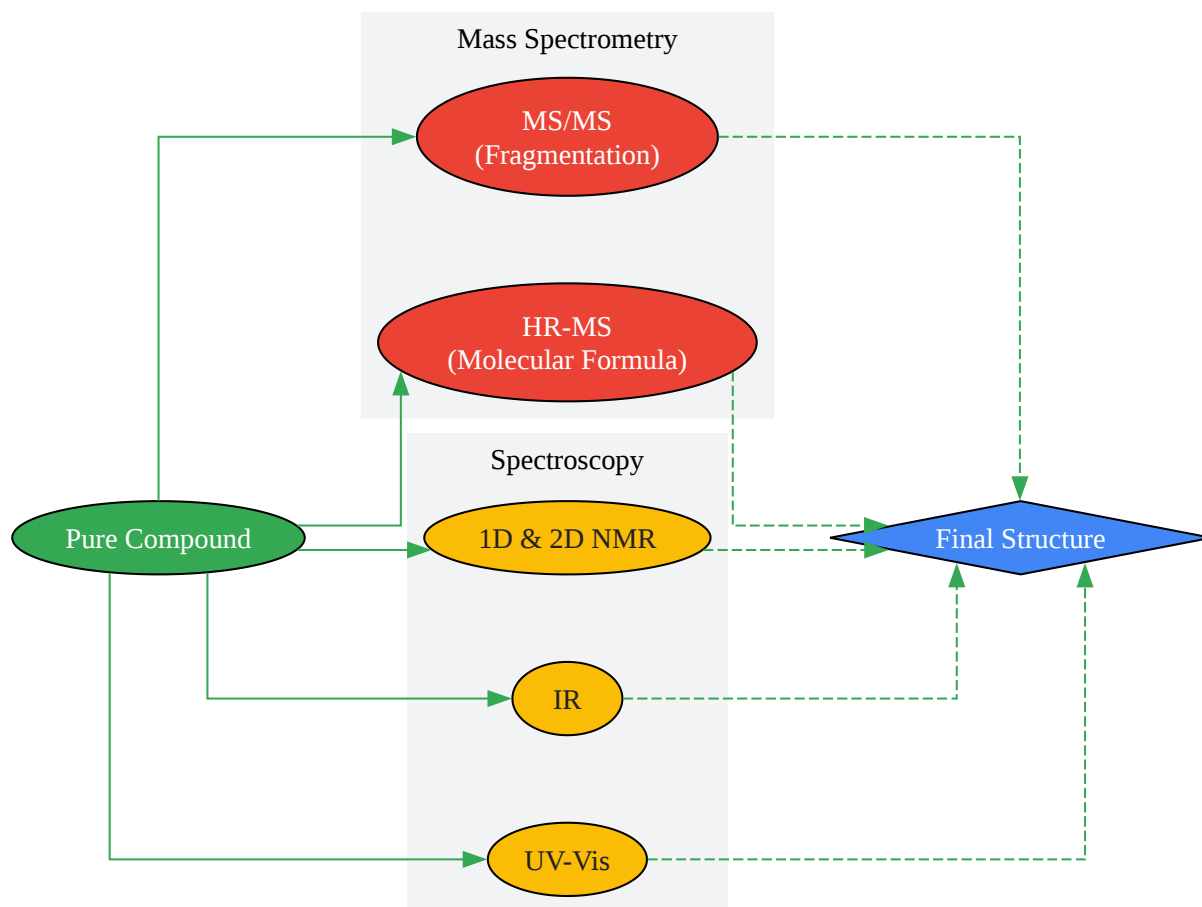 Mass Spectrometry
MS/MS
(Fragmentation)
HR-MS
(Molecular Formula)
Spectroscopy
Pure Compound
1D & 2D NMR
Final Structure
IR
UV-Vis